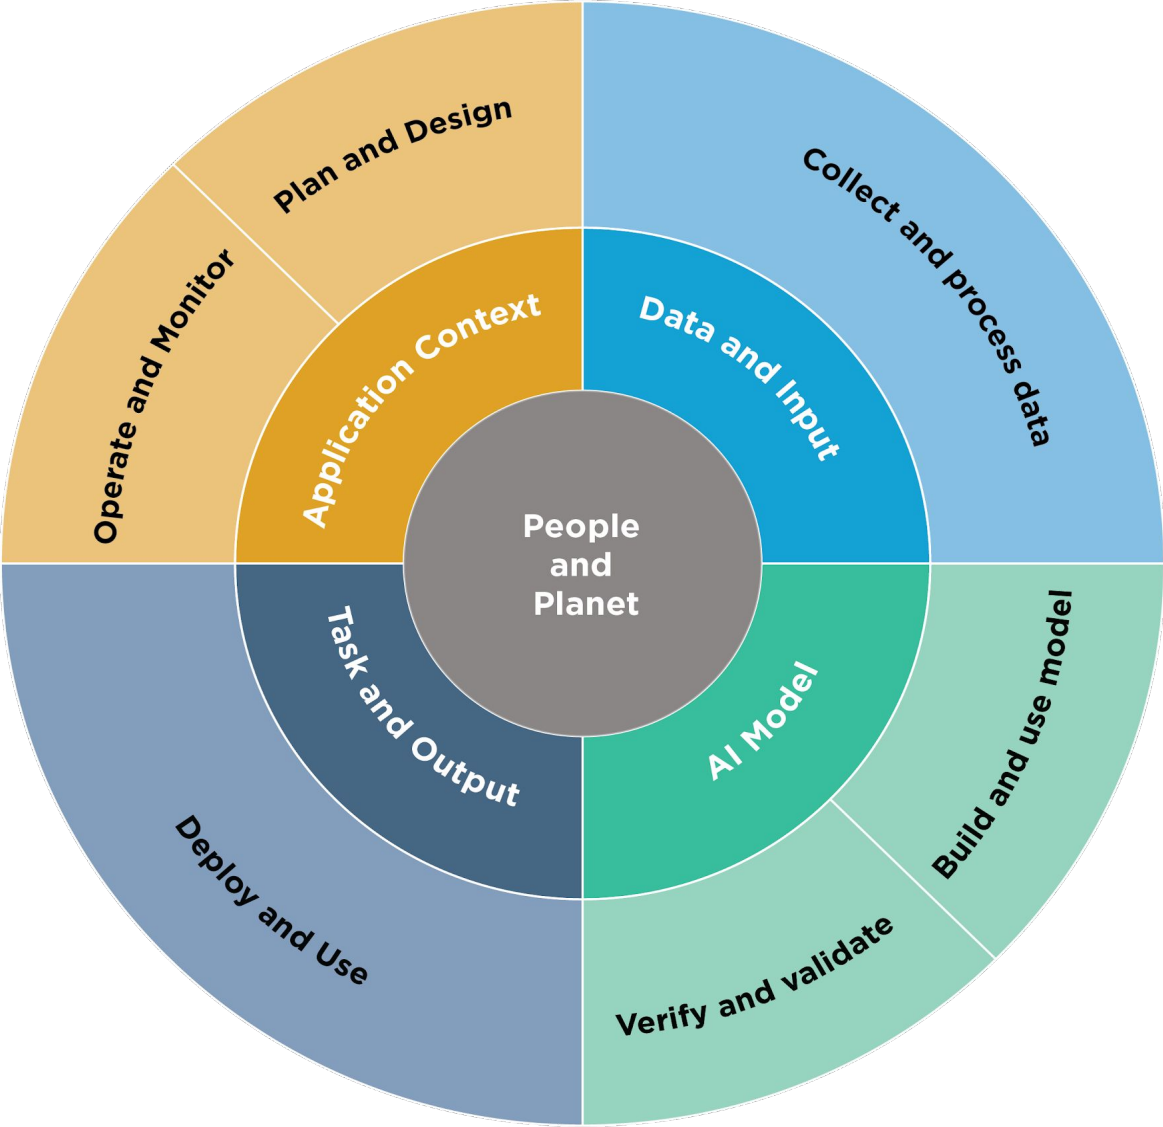 Plan and Design
Collect and process data
Operate and Monitor
Application Context
Data and Input
People
and
Planet
Task and Output
AI Model
Build and use model
Deploy and Use
Verify and validate